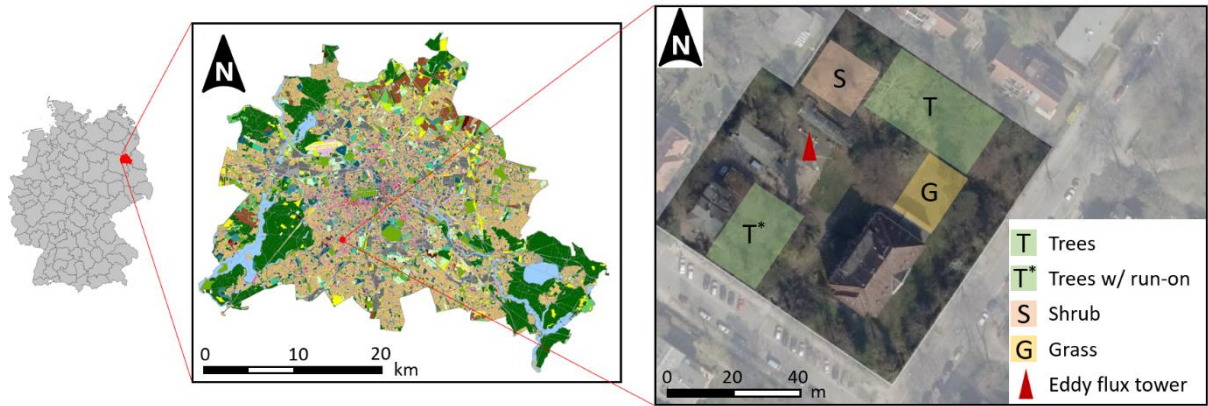 N
0 10 20
km
N
S
T
G
T*
T Trees
T* Trees w/ run-on
S Shrub
G Grass
Eddy flux tower
0 20 40 m